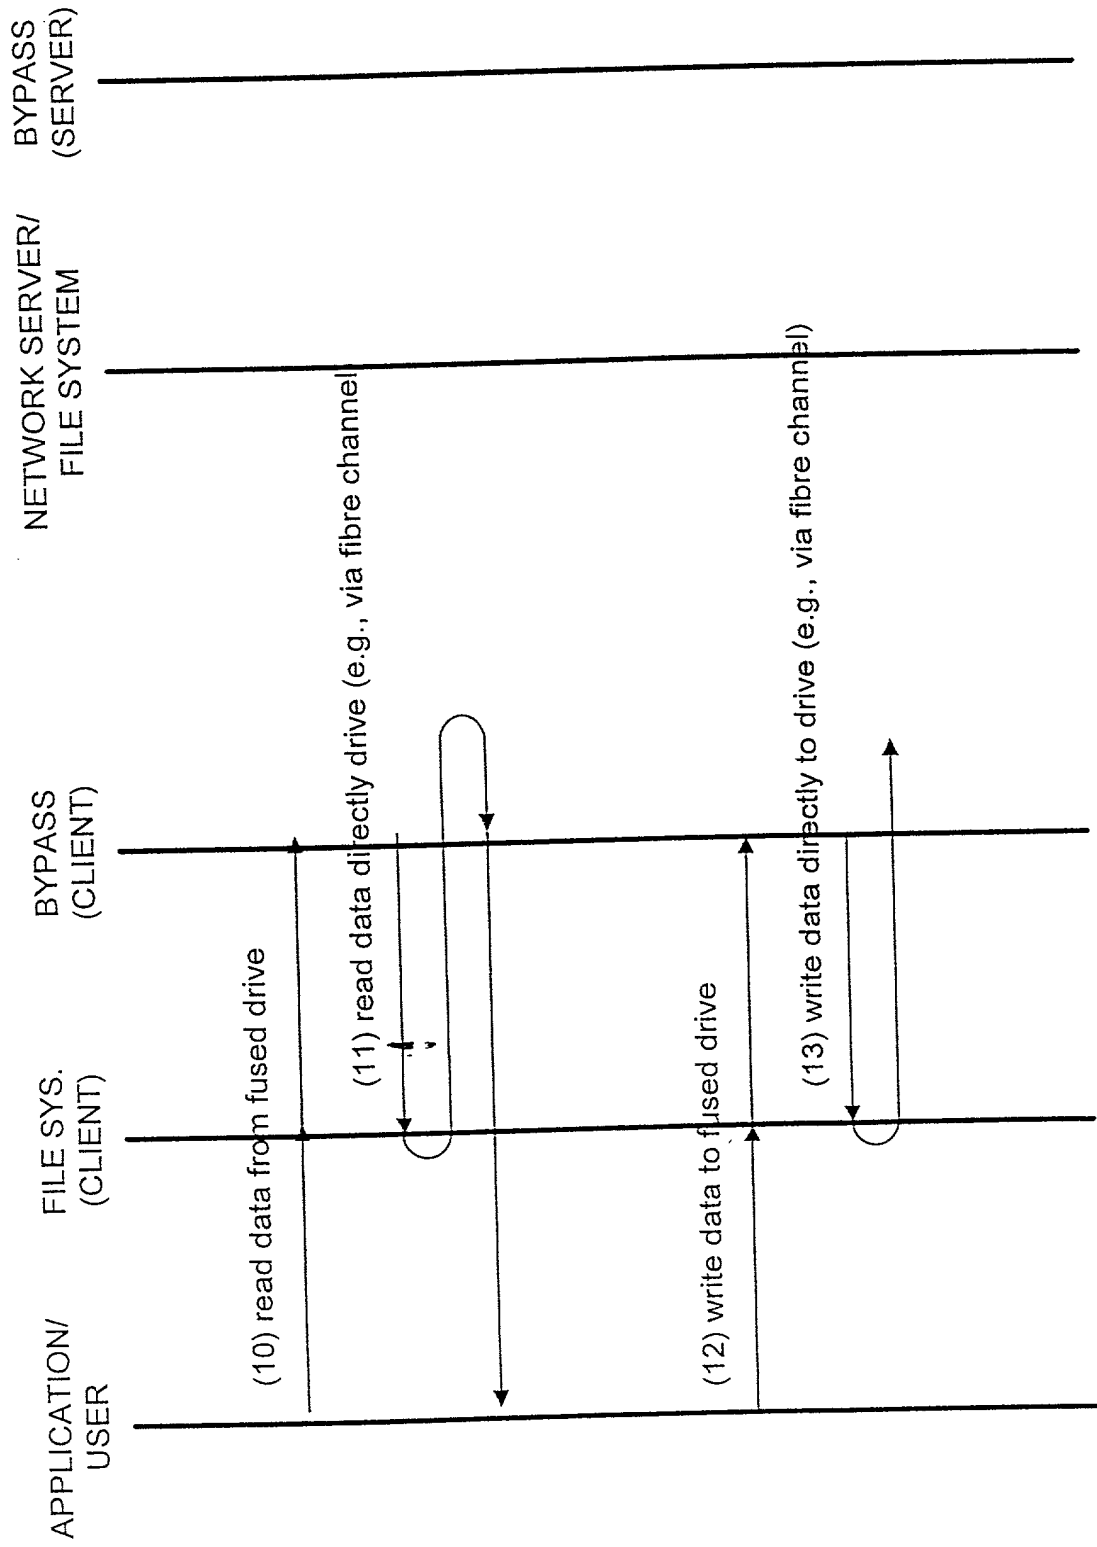 APPLICATION/
USER
FILE SYS.
(CLIENT)
BYPASS
(CLIENT)
NETWORK SERVER/
FILE SYSTEM
BYPASS
(SERVER)
(10) read data from fused drive
(11) read data directly drive (e.g., via fibre channel)
(12) write data to fused drive
(13) write data directly to drive (e.g., via fibre channel)